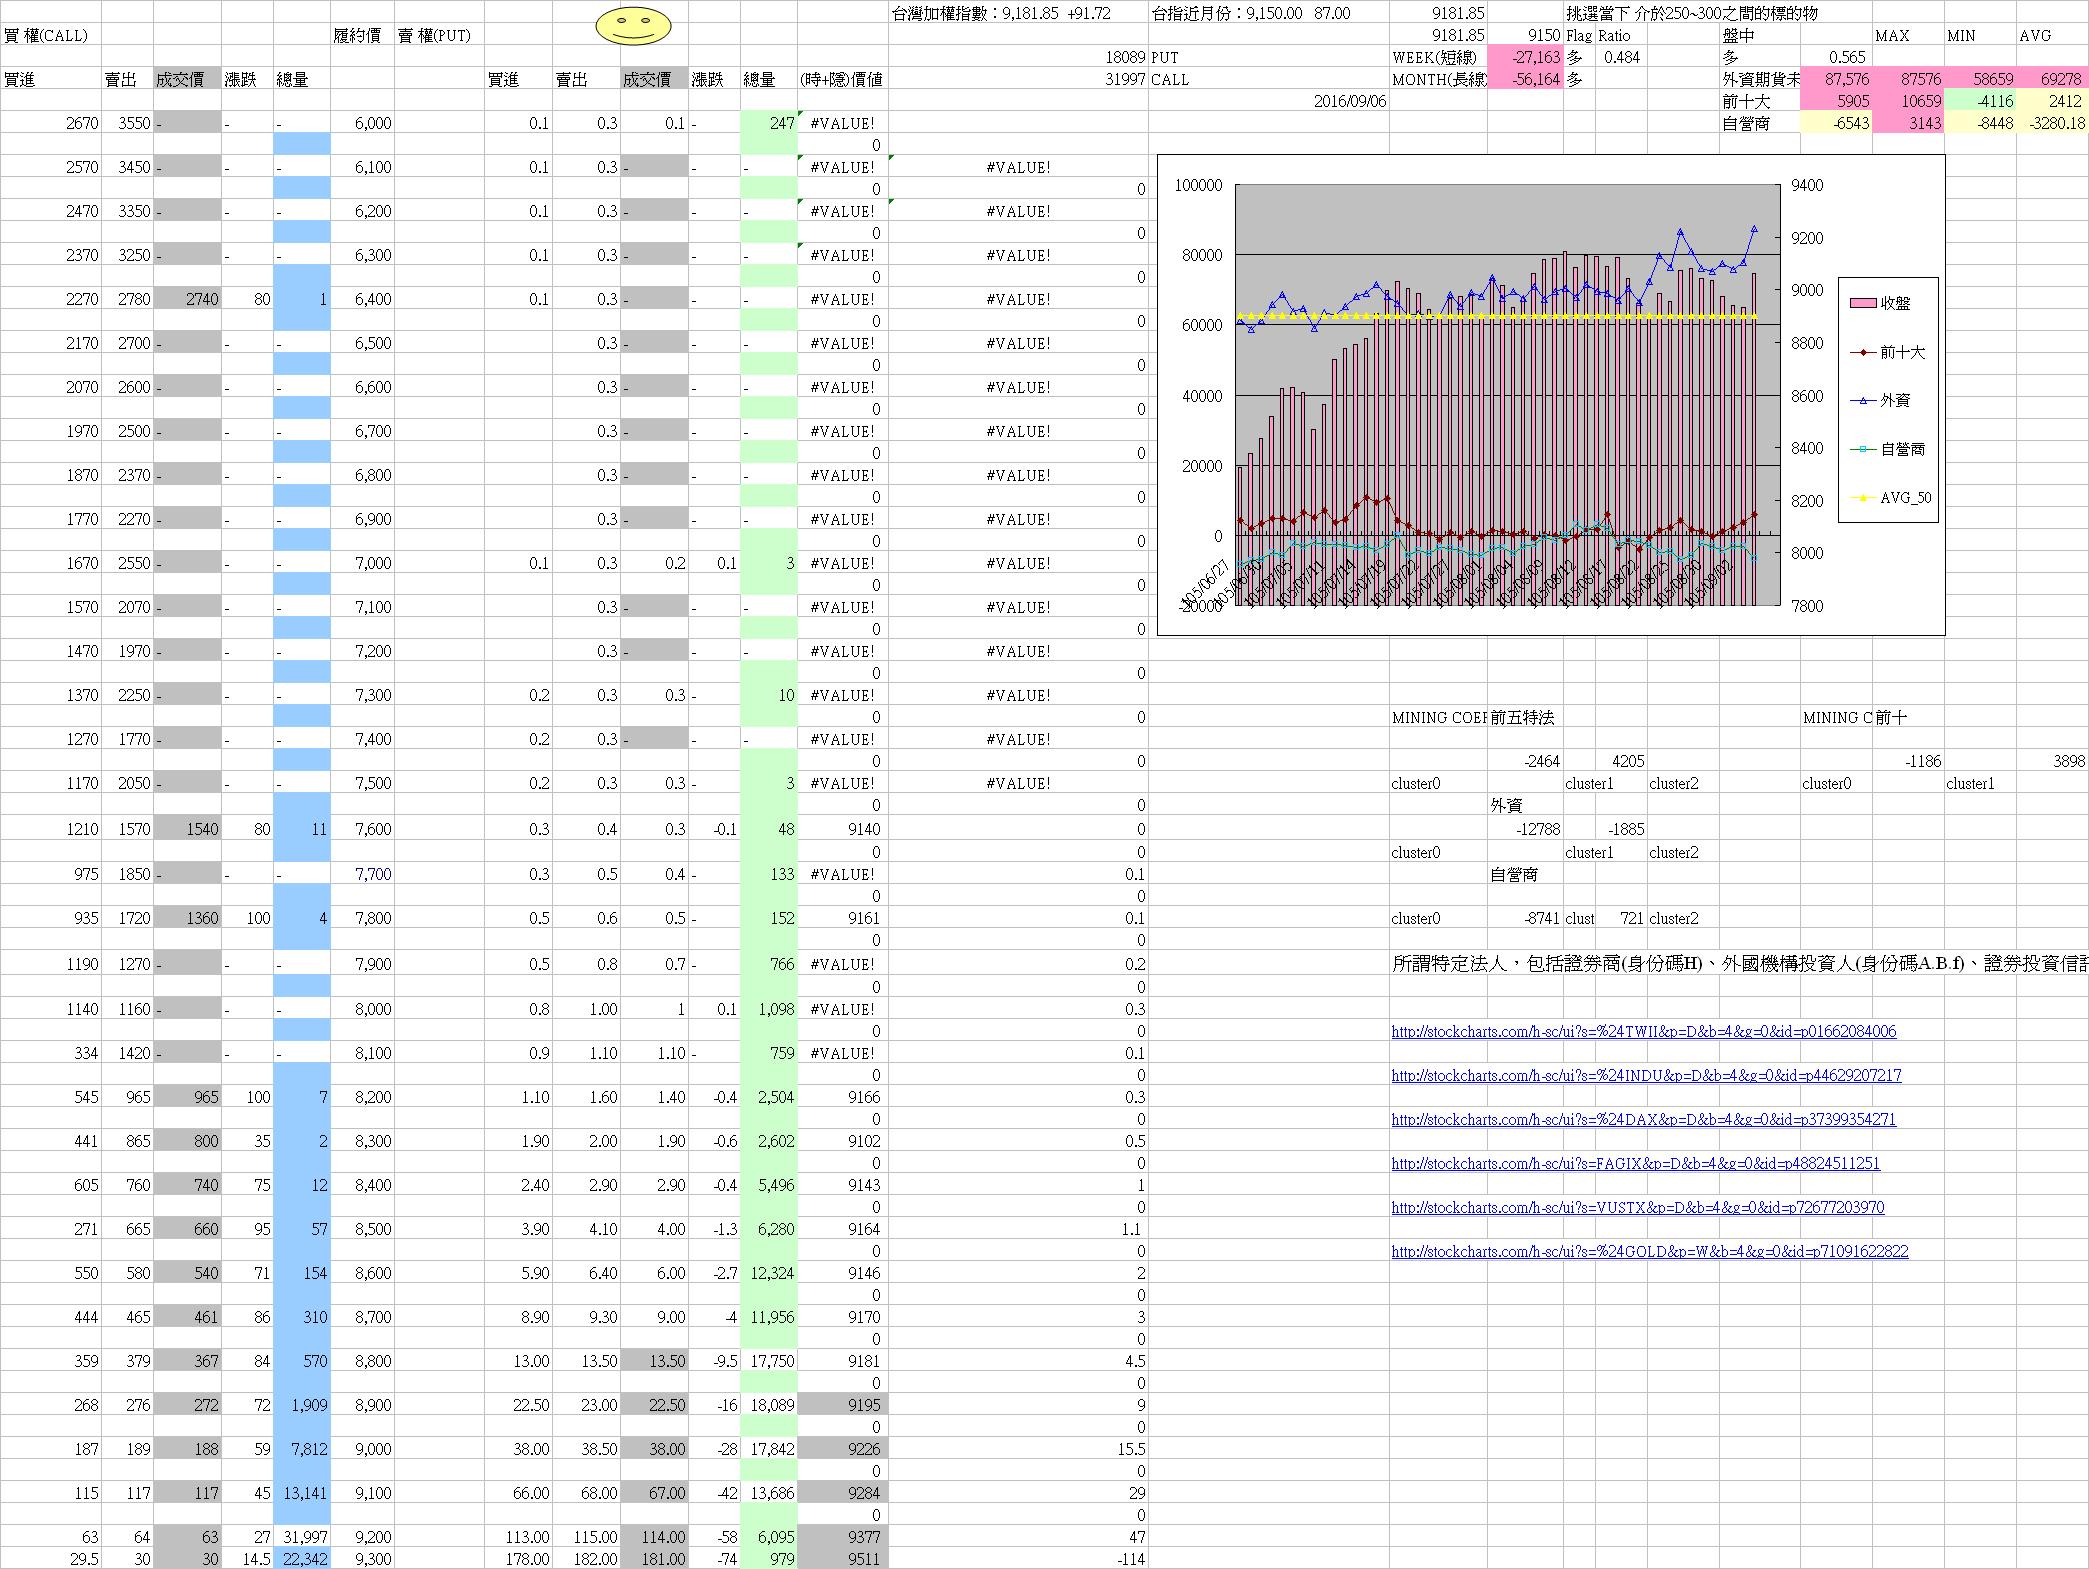 台灣加權指數：9,181.85 +91.72 台指近月份：9,150.00 87.00 9181.85 挑選當下 介於250~300之間的標的物
買 權(CALL) 履約價 賣 權(PUT) 9181.85 9150 Flag Ratio 盤中 MAX MIN AVG
18089 PUT WEEK(短線) -27,163 多 0.484 多 0.565
買進 賣出 成交價 漲跌 總量 買進 賣出 成交價 漲跌 總量 (時+隱)價值 31997 CALL MONTH(長線) -56,164 多 外資期貨未 87,576 87576 58659 69278
2016/09/06 前十大 5905 10659 -4116 2412
2670 3550 - - - 6,000 0.1 0.3 0.1 - 247 #VALUE! 自營商 -6543 3143 -8448 -3280.18
0
2570 3450 - - - 6,100 0.1 0.3 - - - #VALUE! #VALUE!
0 0
2470 3350 - - - 6,200 0.1 0.3 - - - #VALUE! #VALUE!
0 0
2370 3250 - - - 6,300 0.1 0.3 - - - #VALUE! #VALUE!
0 0
2270 2780 2740 80 1 6,400 0.1 0.3 - - - #VALUE! #VALUE!
0 0
2170 2700 - - - 6,500 0.3 - - - #VALUE! #VALUE!
0 0
2070 2600 - - - 6,600 0.3 - - - #VALUE! #VALUE!
0 0
1970 2500 - - - 6,700 0.3 - - - #VALUE! #VALUE!
0 0
1870 2370 - - - 6,800 0.3 - - - #VALUE! #VALUE!
0 0
1770 2270 - - - 6,900 0.3 - - - #VALUE! #VALUE!
0 0
1670 2550 - - - 7,000 0.1 0.3 0.2 0.1 3 #VALUE! #VALUE!
0 0
1570 2070 - - - 7,100 0.3 - - - #VALUE! #VALUE!
0 0
1470 1970 - - - 7,200 0.3 - - - #VALUE! #VALUE!
0 0
1370 2250 - - - 7,300 0.2 0.3 0.3 - 10 #VALUE! #VALUE!
0 0
1270 1770 - - - 7,400 0.2 0.3 - - - #VALUE! #VALUE!
0 0
1170 2050 - - - 7,500 0.2 0.3 0.3 - 3 #VALUE! #VALUE!
0 0
1210 1570 1540 80 11 7,600 0.3 0.4 0.3 -0.1 48 9140 0
0 0
975 1850 - - - 7,700 0.3 0.5 0.4 - 133 #VALUE! 0.1
0 0
935 1720 1360 100 4 7,800 0.5 0.6 0.5 - 152 9161 0.1
0 0
1190 1270 - - - 7,900 0.5 0.8 0.7 - 766 #VALUE! 0.2
0 0
1140 1160 - - - 8,000 0.8 1.00 1 0.1 1,098 #VALUE! 0.3
0 0
334 1420 - - - 8,100 0.9 1.10 1.10 - 759 #VALUE! 0.1
0 0
545 965 965 100 7 8,200 1.10 1.60 1.40 -0.4 2,504 9166 0.3
0 0
441 865 800 35 2 8,300 1.90 2.00 1.90 -0.6 2,602 9102 0.5
0 0
605 760 740 75 12 8,400 2.40 2.90 2.90 -0.4 5,496 9143 1
0 0
271 665 660 95 57 8,500 3.90 4.10 4.00 -1.3 6,280 9164 1.1
0 0
550 580 540 71 154 8,600 5.90 6.40 6.00 -2.7 12,324 9146 2
0 0
444 465 461 86 310 8,700 8.90 9.30 9.00 -4 11,956 9170 3
0 0
359 379 367 84 570 8,800 13.00 13.50 13.50 -9.5 17,750 9181 4.5
0 0
268 276 272 72 1,909 8,900 22.50 23.00 22.50 -16 18,089 9195 9
0 0
187 189 188 59 7,812 9,000 38.00 38.50 38.00 -28 17,842 9226 15.5
0 0
115 117 117 45 13,141 9,100 66.00 68.00 67.00 -42 13,686 9284 29
0 0
63 64 63 27 31,997 9,200 113.00 115.00 114.00 -58 6,095 9377 47
29.5 30 30 14.5 22,342 9,300 178.00 182.00 181.00 -74 979 9511 -114
100000 9400
9200
80000
9000
60000
8800
40000 8600
8400
20000
8200
0
8000
-20000 7800
105/06/27 105/06/30 105/07/05 105/07/11 105/07/14 105/07/19 105/07/22 105/07/27 105/08/01 105/08/04 105/08/09 105/08/12 105/08/17 105/08/22 105/08/25 105/08/30 105/09/02
收盤
前十大
外資
自營商
AVG_50
MINING COEF 前五特法 MINING C 前十
-2464 4205 -1186 3898
cluster0 cluster1 cluster2 cluster0 cluster1
外資
-12788 -1885
cluster0 cluster1 cluster2
自營商
cluster0 -8741 clust 721 cluster2
所謂特定法人，包括證券商(身份碼H)、外國機構投資人(身份碼A.B.f)、證券投資信託
http://stockcharts.com/h-sc/ui?s=%24TWII&p=D&b=4&g=0&id=p01662084006
http://stockcharts.com/h-sc/ui?s=%24INDU&p=D&b=4&g=0&id=p44629207217
http://stockcharts.com/h-sc/ui?s=%24DAX&p=D&b=4&g=0&id=p37399354271
http://stockcharts.com/h-sc/ui?s=FAGIX&p=D&b=4&g=0&id=p48824511251
http://stockcharts.com/h-sc/ui?s=VUSTX&p=D&b=4&g=0&id=p72677203970
http://stockcharts.com/h-sc/ui?s=%24GOLD&p=W&b=4&g=0&id=p71091622822